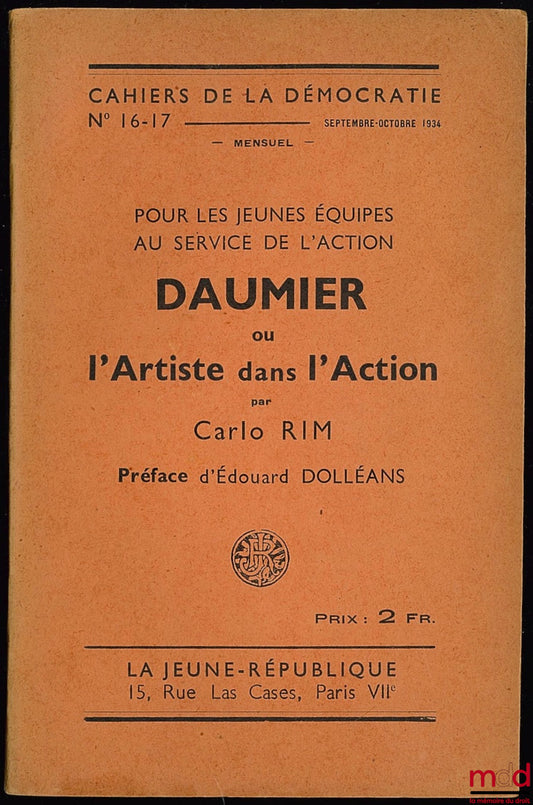 CAHIERS DE LA DÉMOCRATIE
Nº 16-17 SEPTEMBRE-OCTOBRE 1934
— MENSUEL —
POUR LES JEUNES ÉQUIPES
AU SERVICE DE L'ACTION
DAUMIER
ou
l'Artiste dans l'Action
par
Carlo RIM
Préface d'Édouard DOLLÉANS
JR
PRIX : 2 FR.
LA JEUNE-RÉPUBLIQUE
15, Rue Las Cases, Paris VIIe
mdd
la mémoire du droit